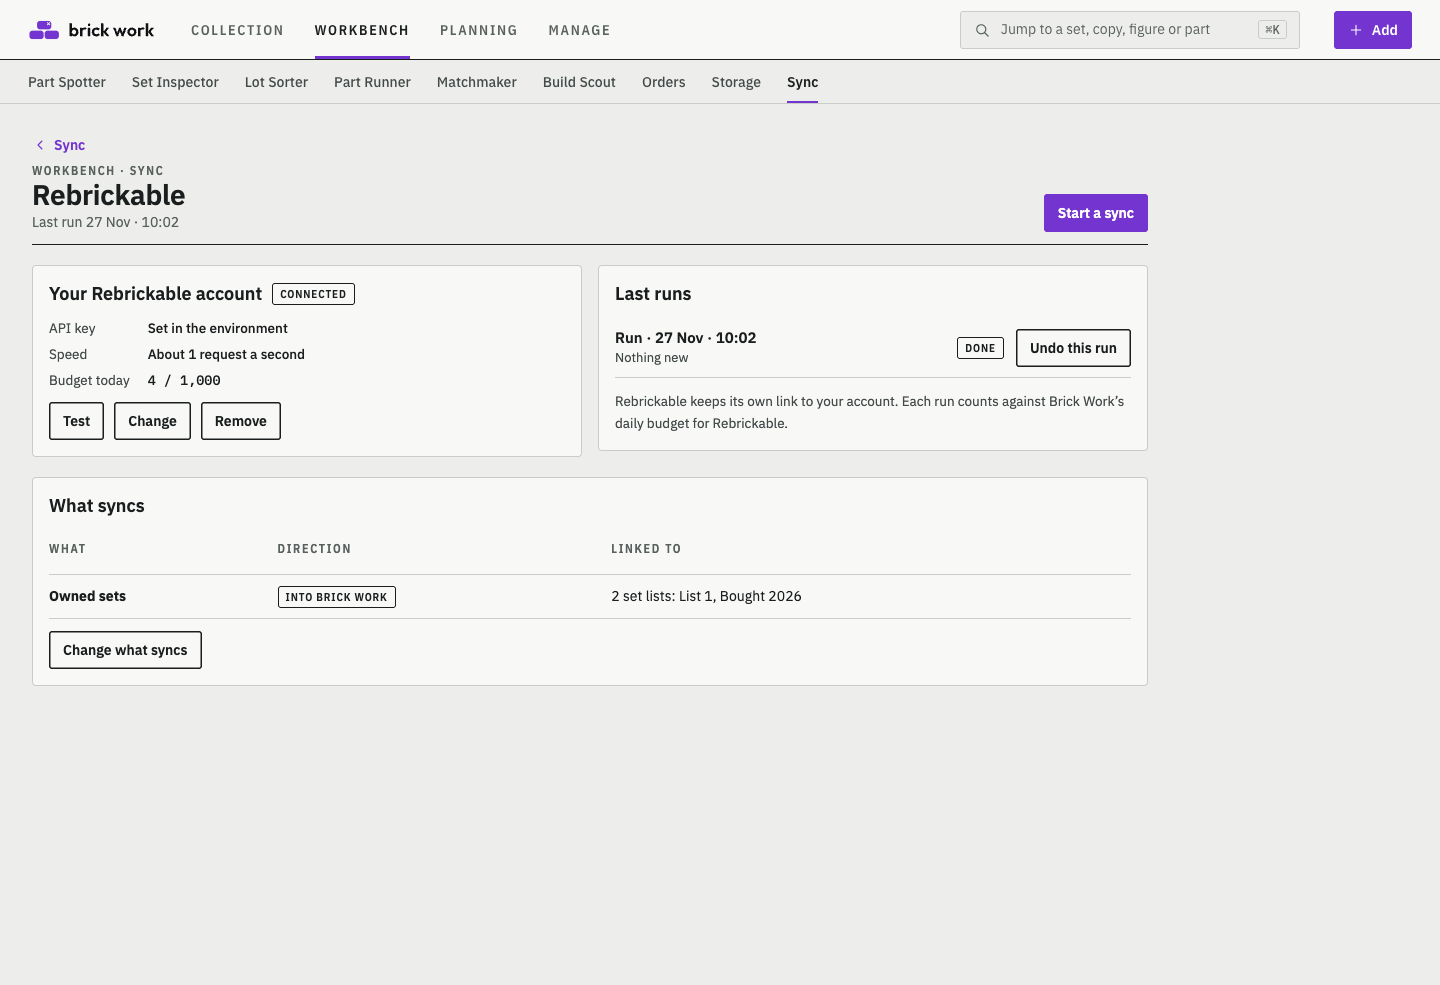 brick work
COLLECTION
WORKBENCH
PLANNING
MANAGE
Jump to a set, copy, figure or part
⌘K
+ Add
Part Spotter
Set Inspector
Lot Sorter
Part Runner
Matchmaker
Build Scout
Orders
Storage
Sync
Sync
WORKBENCH · SYNC
Rebrickable
Last run 27 Nov · 10:02
Start a sync
Your Rebrickable account
CONNECTED
API key
Set in the environment
Speed
About 1 request a second
Budget today
4 / 1,000
Test
Change
Remove
Last runs
Run · 27 Nov · 10:02
Nothing new
DONE
Undo this run
Rebrickable keeps its own link to your account. Each run counts against Brick Work’s
daily budget for Rebrickable.
What syncs
WHAT
DIRECTION
LINKED TO
Owned sets
INTO BRICK WORK
2 set lists: List 1, Bought 2026
Change what syncs